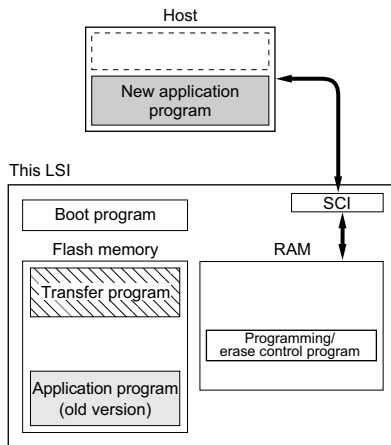 Host
New application
program
This LSI
SCI
Boot program
Flash memory
RAM
Transfer program
Programming/
erase control program
Application program
(old version)